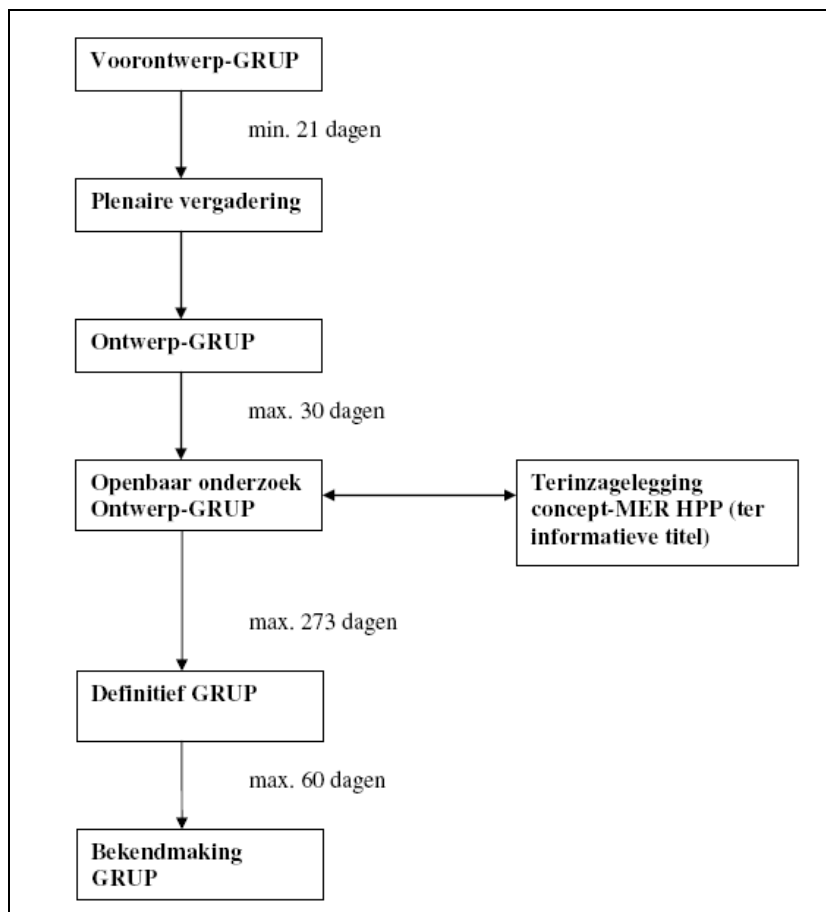 Voorontwerp-GRUP
min. 21 dagen
Plenaire vergadering
Ontwerp-GRUP
max. 30 dagen
Openbaar onderzoek
Ontwerp-GRUP
Terinzagelegging
concept-MER HPP (ter
informatieve titel)
max. 273 dagen
Definitief GRUP
max. 60 dagen
Bekendmaking
GRUP